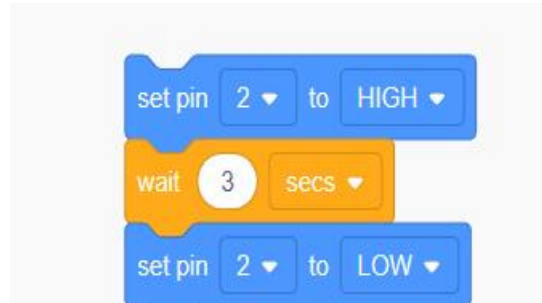 set pin 2 to HIGH
wait 3 secs
set pin 2 to LOW